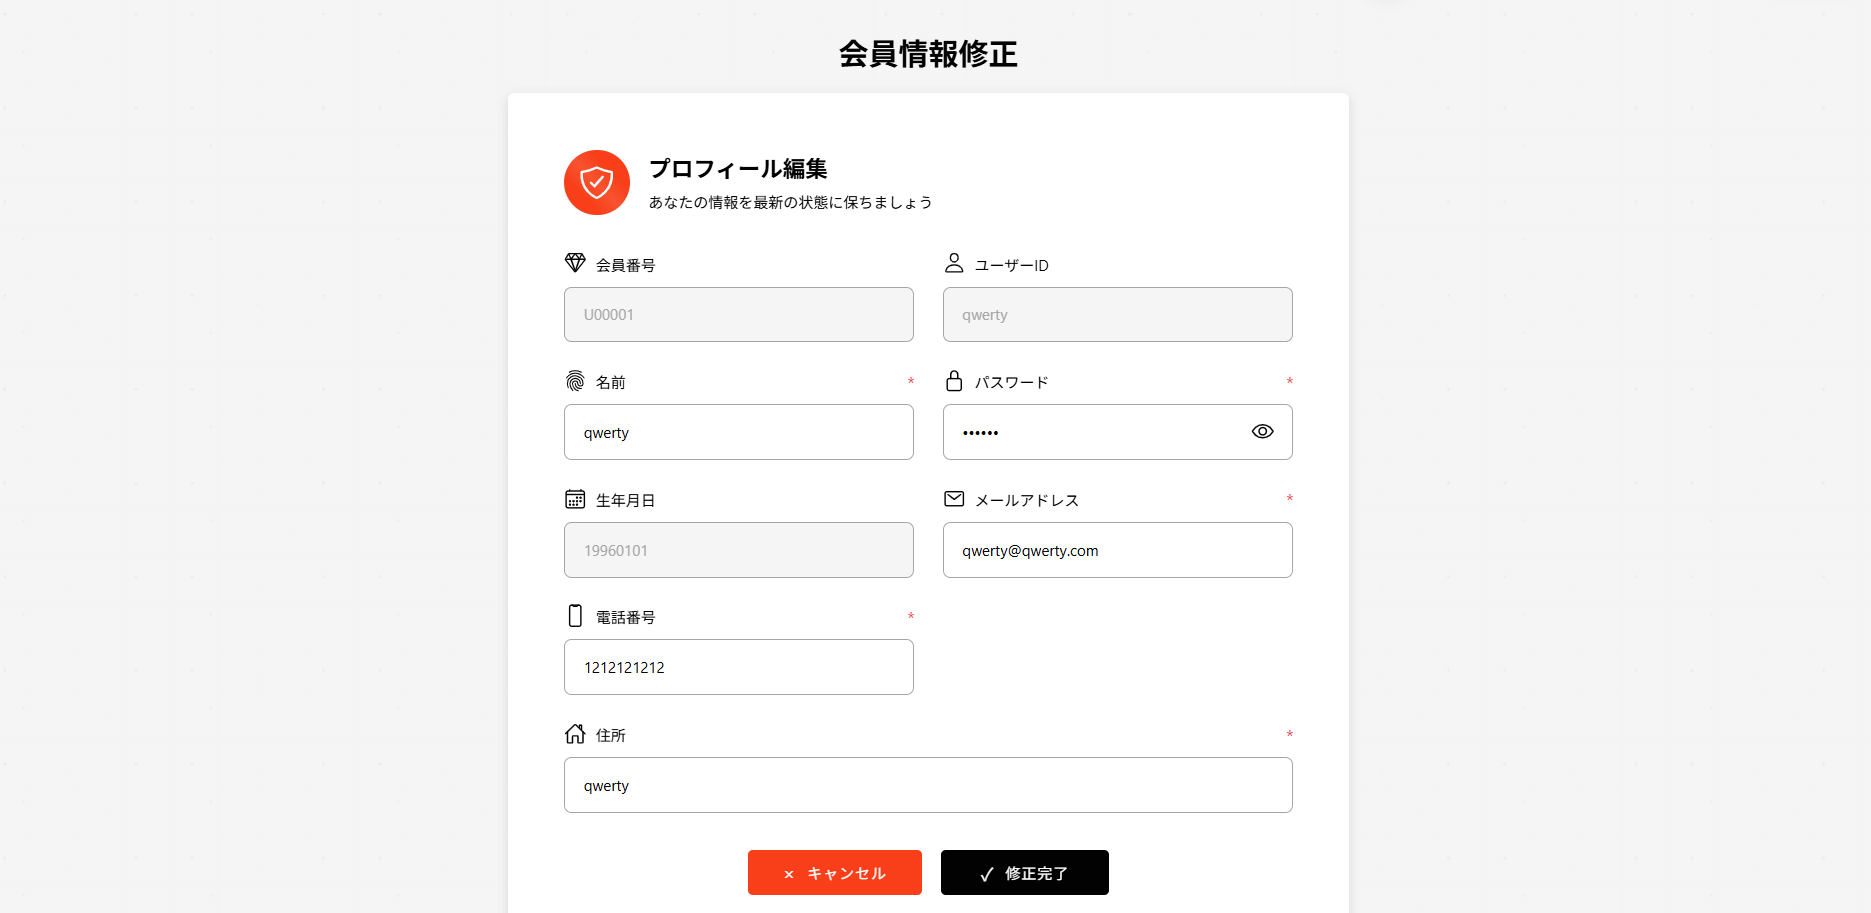 会員情報修正
プロフィール編集
あなたの情報を最新の状態に保ちましょう
会員番号
U00001
ユーザーID
qwerty
名前 *
qwerty
パスワード *
••••••
生年月日
19960101
メールアドレス *
qwerty@qwerty.com
電話番号 *
1212121212
住所 *
qwerty
× キャンセル
✓ 修正完了